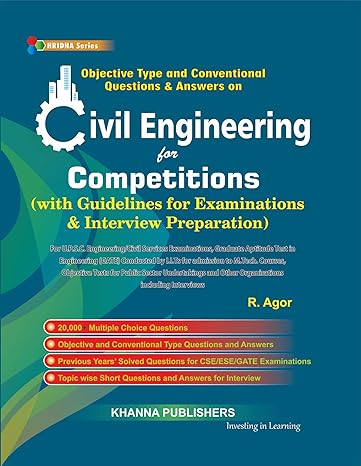 HRIDHA Series
Objective Type and Conventional
Questions & Answers on
Civil Engineering
for
Competitions
(with Guidelines for Examinations
& Interview Preparation)
For U.P.S.C. Engineering/Civil Services Examinations, Graduate Aptitude Test in
Engineering (GATE) Conducted by I.I.Ts for admission to M.Tech. Courses,
Objective Tests for Public Sector Undertakings and Other Organisations
including Interviews
R. Agor
20,000+ Multiple Choice Questions
Objective and Conventional Type Questions and Answers
Previous Years' Solved Questions for CSE/ESE/GATE Examinations
Topic wise Short Questions and Answers for Interview
KHANNA PUBLISHERS
Investing in Learning